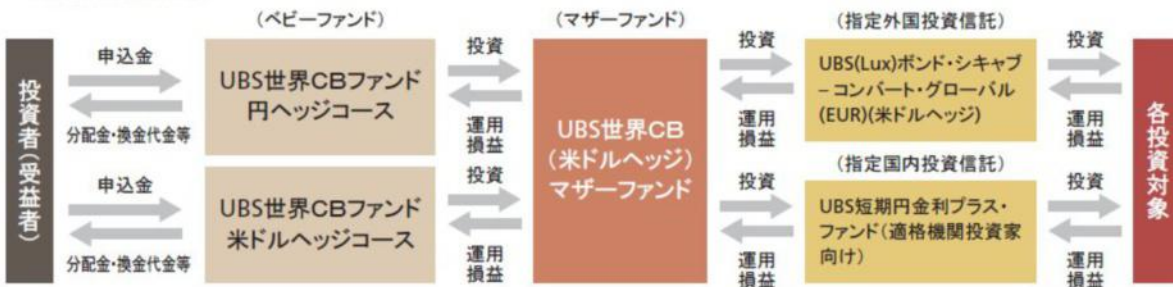 (ベビーファンド)
(マザーファンド)
(指定外国投資信託)
投資者(受益者)
申込金
分配金・換金代金等
申込金
分配金・換金代金等
UBS世界CBファンド
円ヘッジコース
UBS世界CBファンド
米ドルヘッジコース
投資
運用
損益
投資
運用
損益
UBS世界CB
(米ドルヘッジ)
マザーファンド
投資
運用
損益
投資
運用
損益
UBS(Lux)ボンド・シキャブ
–コンバート・グローバル
(EUR)(米ドルヘッジ)
(指定国内投資信託)
UBS短期円金利プラス・
ファンド(適格機関投資家
向け)
投資
運用
損益
投資
運用
損益
各投資対象